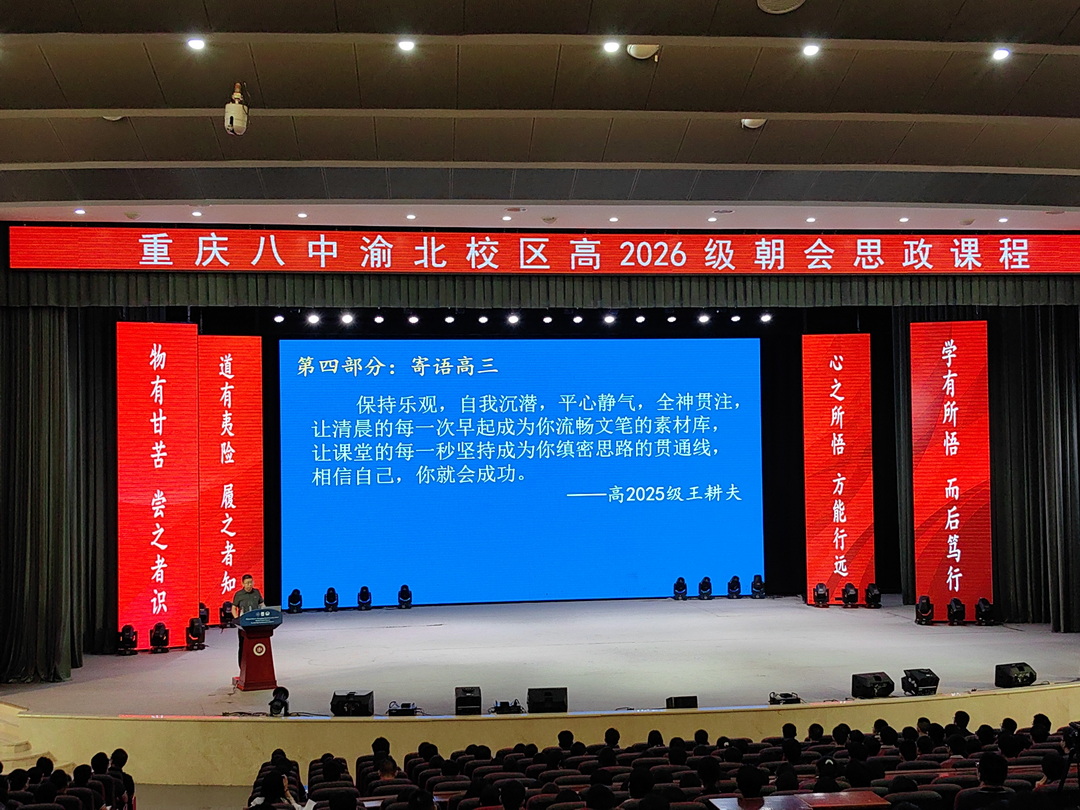 重庆八中渝北校区高2026级朝会思政课程
物有甘苦 尝之者识
道有夷险 履之者知
第四部分：寄语高三
保持乐观，自我沉潜，平心静气，全神贯注，
让清晨的每一次早起成为你流畅文笔的素材库，
让课堂的每一秒坚持成为你缜密思路的贯通线，
相信自己，你就会成功。
——高2025级王耕夫
心之所悟 方能行远
学有所悟 而后笃行